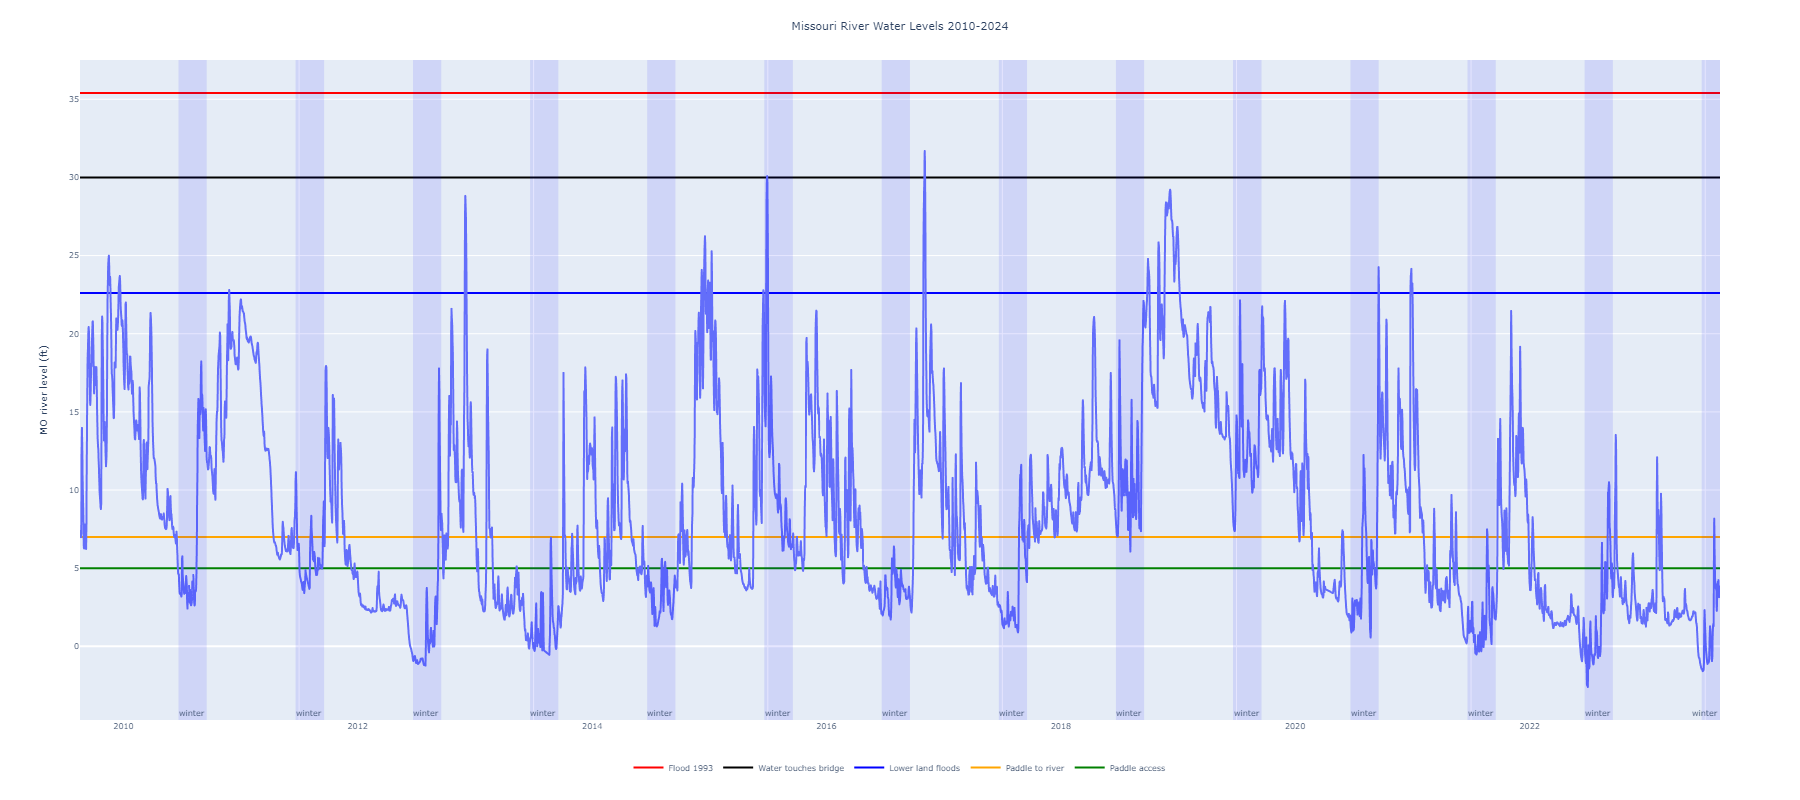 Missouri River Water Levels 2010-2024
MO river level (ft)
35
30
25
20
15
10
5
0
winter winter winter winter winter winter winter winter winter winter winter winter winter winter
2010 2012 2014 2016 2018 2020 2022
Flood 1993 Water touches bridge Lower land floods Paddle to river Paddle access